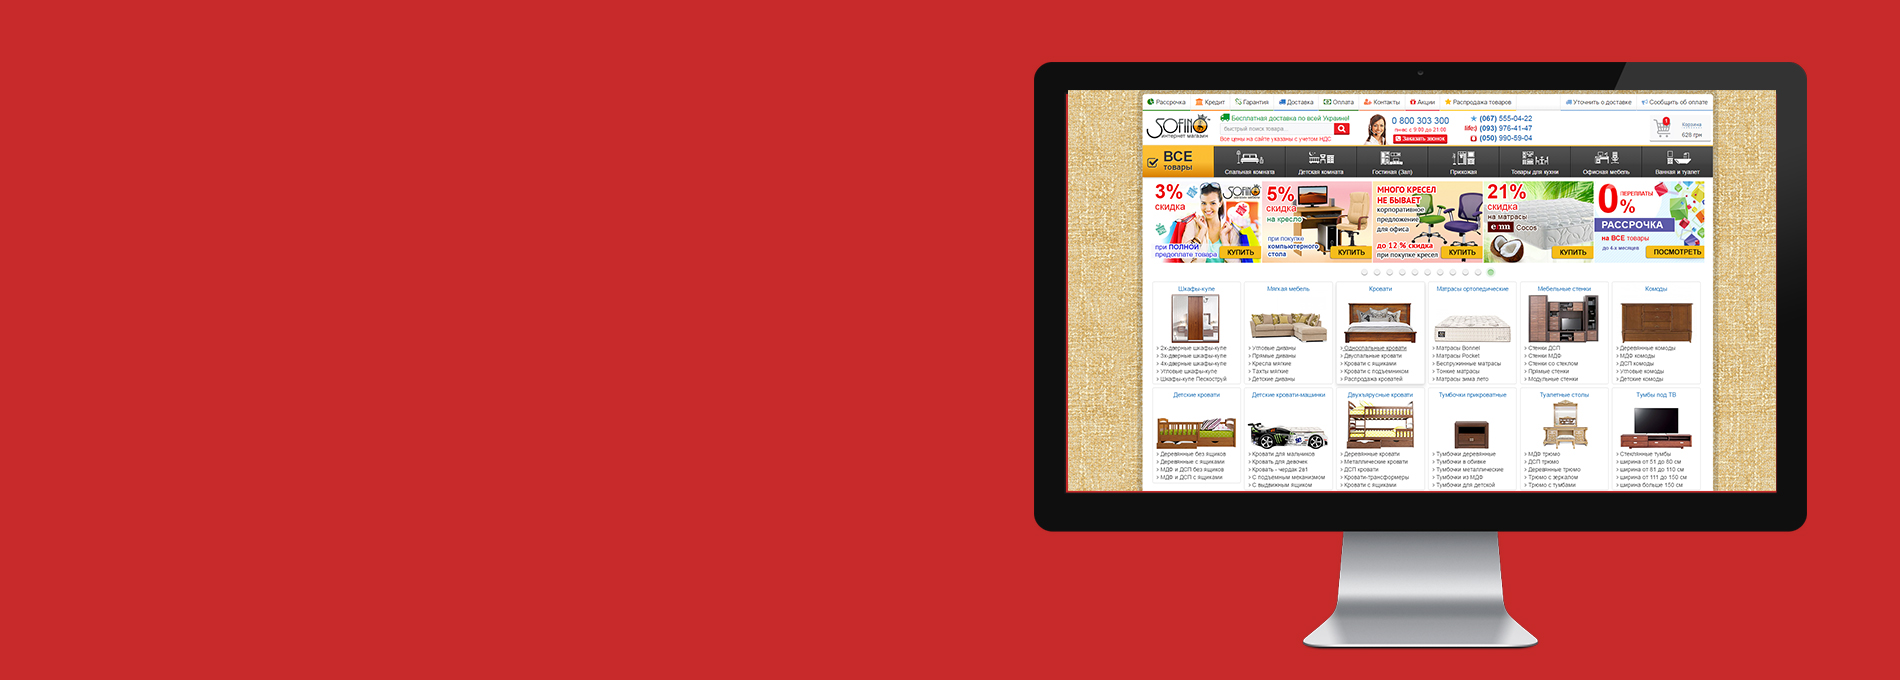 Рассрочка Кредит Гарантия Доставка Оплата Контакты Акции Распродажа товаров Уточнить о доставке Сообщить об оплате
SOFINO
интернет магазин
Бесплатная доставка по всей Украине!
быстрый поиск товара...
Все цены на сайте указаны с учетом НДС
0 800 303 300
пн-вс с 9:00 до 21:00
Заказать звонок
(067) 555-04-22
life:) (093) 976-41-47
(050) 990-59-04
1
Корзина
626 грн
ВСЕ
товары
Спальная комната
Детская комната
Гостиная (Зал)
Прихожая
Товары для кухни
Офисная мебель
Ванная и туалет
3%
скидка
SOFINO
при ПОЛНОЙ
предоплате товара
КУПИТЬ
5%
скидка
на кресло
при покупке
компьютерного
стола
КУПИТЬ
МНОГО КРЕСЕЛ
НЕ БЫВАЕТ
корпоративное
предложение
для офиса
до 12 % скидка
при покупке кресел
КУПИТЬ
21%
скидка
на матрасы
Cocos
КУПИТЬ
0%
ПЕРЕПЛАТЫ
РАССРОЧКА
на ВСЕ товары
до 4-х месяцев
ПОСМОТРЕТЬ
Шкафы-купе
2х-дверные шкафы-купе
3х-дверные шкафы-купе
4х-дверные шкафы-купе
Угловые шкафы-купе
Шкафы-купе Пескоструй
Мягкая мебель
Угловые диваны
Прямые диваны
Кресла мягкие
Тахты мягкие
Детские диваны
Кровати
Односпальные кровати
Двуспальные кровати
Кровати с ящиками
Кровати с подъемником
Распродажа кроватей
Матрасы ортопедические
Матрасы Bonnel
Матрасы Pocket
Беспружинные матрасы
Тонкие матрасы
Матрасы зима лето
Мебельные стенки
Стенки ДСП
Стенки МДФ
Стенки со стеклом
Прямые стенки
Модульные стенки
Комоды
Деревянные комоды
МДФ комоды
ДСП комоды
Угловые комоды
Детские комоды
Детские кровати
Деревянные без ящиков
Деревянные с ящиками
МДФ и ДСП без ящиков
МДФ и ДСП с ящиками
Детские кровати-машинки
Кровати для мальчиков
Кровать для девочек
Кровать - чердак 2в1
С подъемным механизмом
С выдвижным ящиком
Двухъярусные кровати
Деревянные кровати
Металлические кровати
ДСП кровати
Кровати-трансформеры
Кровати с ящиками
Тумбочки прикроватные
Тумбочки деревянные
Тумбочки в обивке
Тумбочки металлические
Тумбочки из МДФ
Тумбочки для детской
Туалетные столы
МДФ трюмо
ДСП трюмо
Деревянные трюмо
Трюмо с зеркалом
Трюмо с тумбами
Тумбы под ТВ
Стеклянные тумбы
ширина от 51 до 80 см
ширина от 81 до 110 см
ширина от 111 до 150 см
ширина больше 150 см